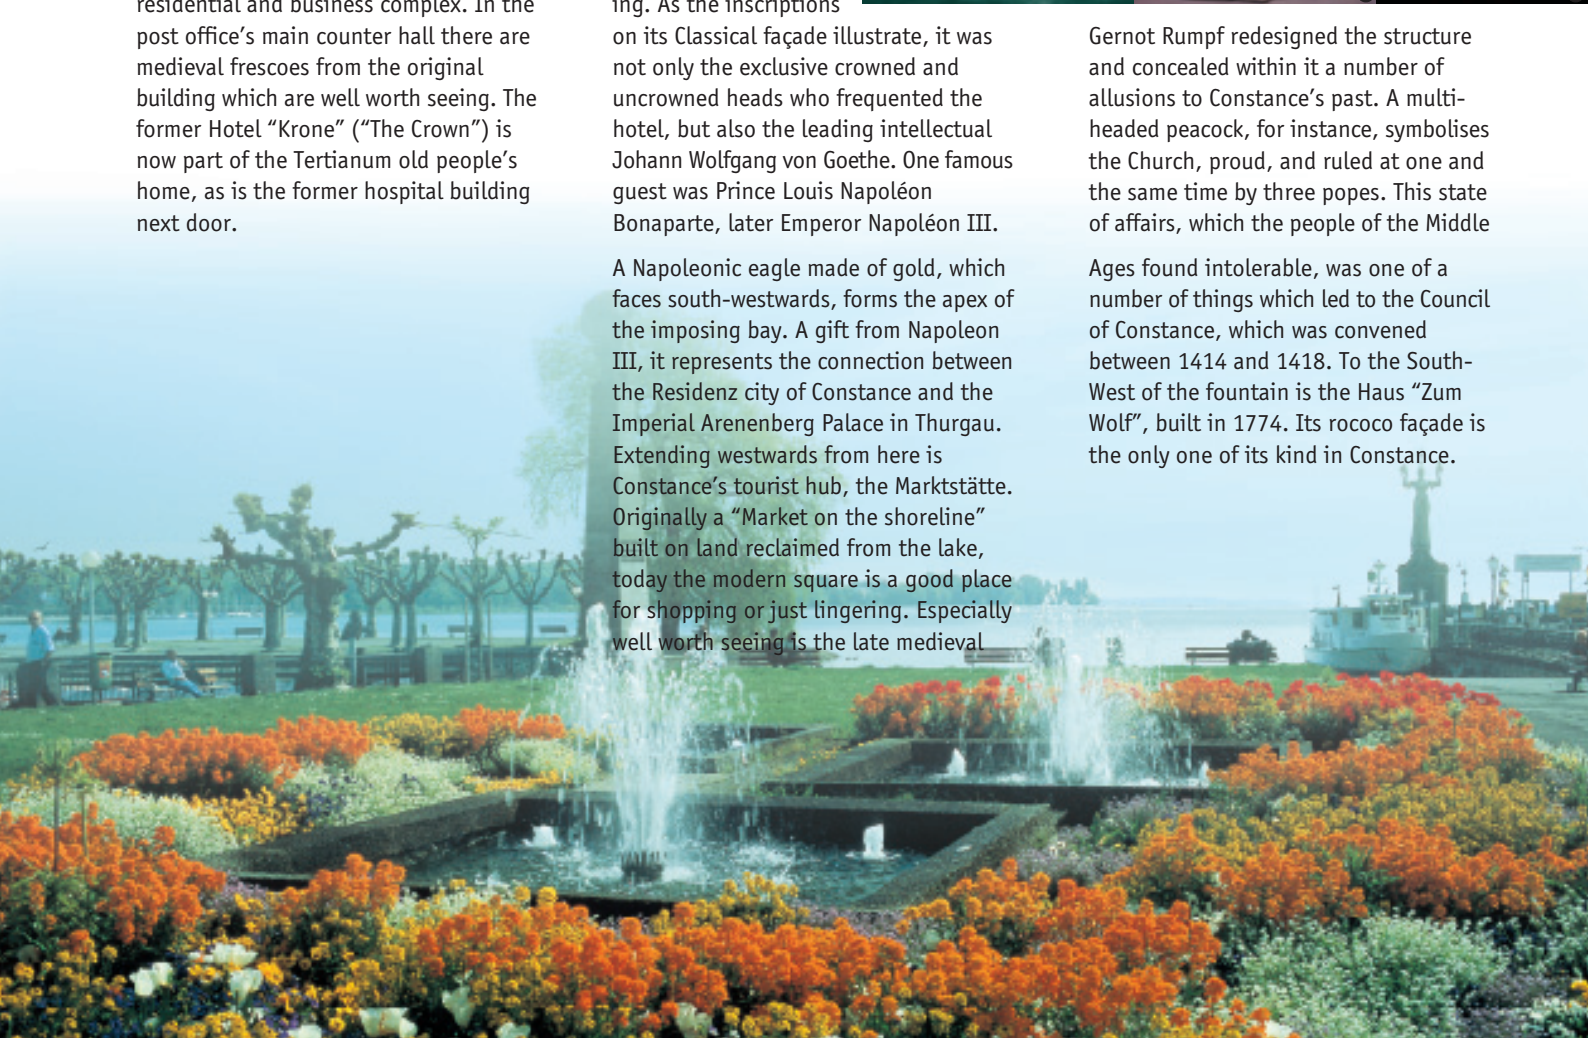 residential and business complex. In the
post office’s main counter hall there are
medieval frescoes from the original
building which are well worth seeing. The
former Hotel “Krone” (“The Crown”) is
now part of the Tertianum old people’s
home, as is the former hospital building
next door.
ing. As the inscriptions
on its Classical façade illustrate, it was
not only the exclusive crowned and
uncrowned heads who frequented the
hotel, but also the leading intellectual
Johann Wolfgang von Goethe. One famous
guest was Prince Louis Napoléon
Bonaparte, later Emperor Napoléon III.
A Napoleonic eagle made of gold, which
faces south-westwards, forms the apex of
the imposing bay. A gift from Napoleon
III, it represents the connection between
the Residenz city of Constance and the
Imperial Arenenberg Palace in Thurgau.
Extending westwards from here is
Constance’s tourist hub, the Marktstätte.
Originally a “Market on the shoreline”
built on land reclaimed from the lake,
today the modern square is a good place
for shopping or just lingering. Especially
well worth seeing is the late medieval
Gernot Rumpf redesigned the structure
and concealed within it a number of
allusions to Constance’s past. A multi-
headed peacock, for instance, symbolises
the Church, proud, and ruled at one and
the same time by three popes. This state
of affairs, which the people of the Middle
Ages found intolerable, was one of a
number of things which led to the Council
of Constance, which was convened
between 1414 and 1418. To the South-
West of the fountain is the Haus “Zum
Wolf”, built in 1774. Its rococo façade is
the only one of its kind in Constance.